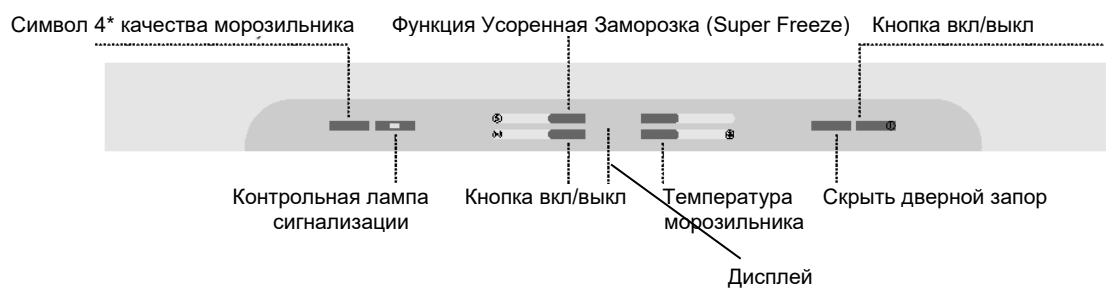 Символ 4* качества морозильника
Функция Усоренная Заморозка (Super Freeze)
Кнопка вкл/выкл
Контрольная лампа
сигнализации
Кнопка вкл/выкл
Температура
морозильника
Скрыть дверной запор
Дисплей